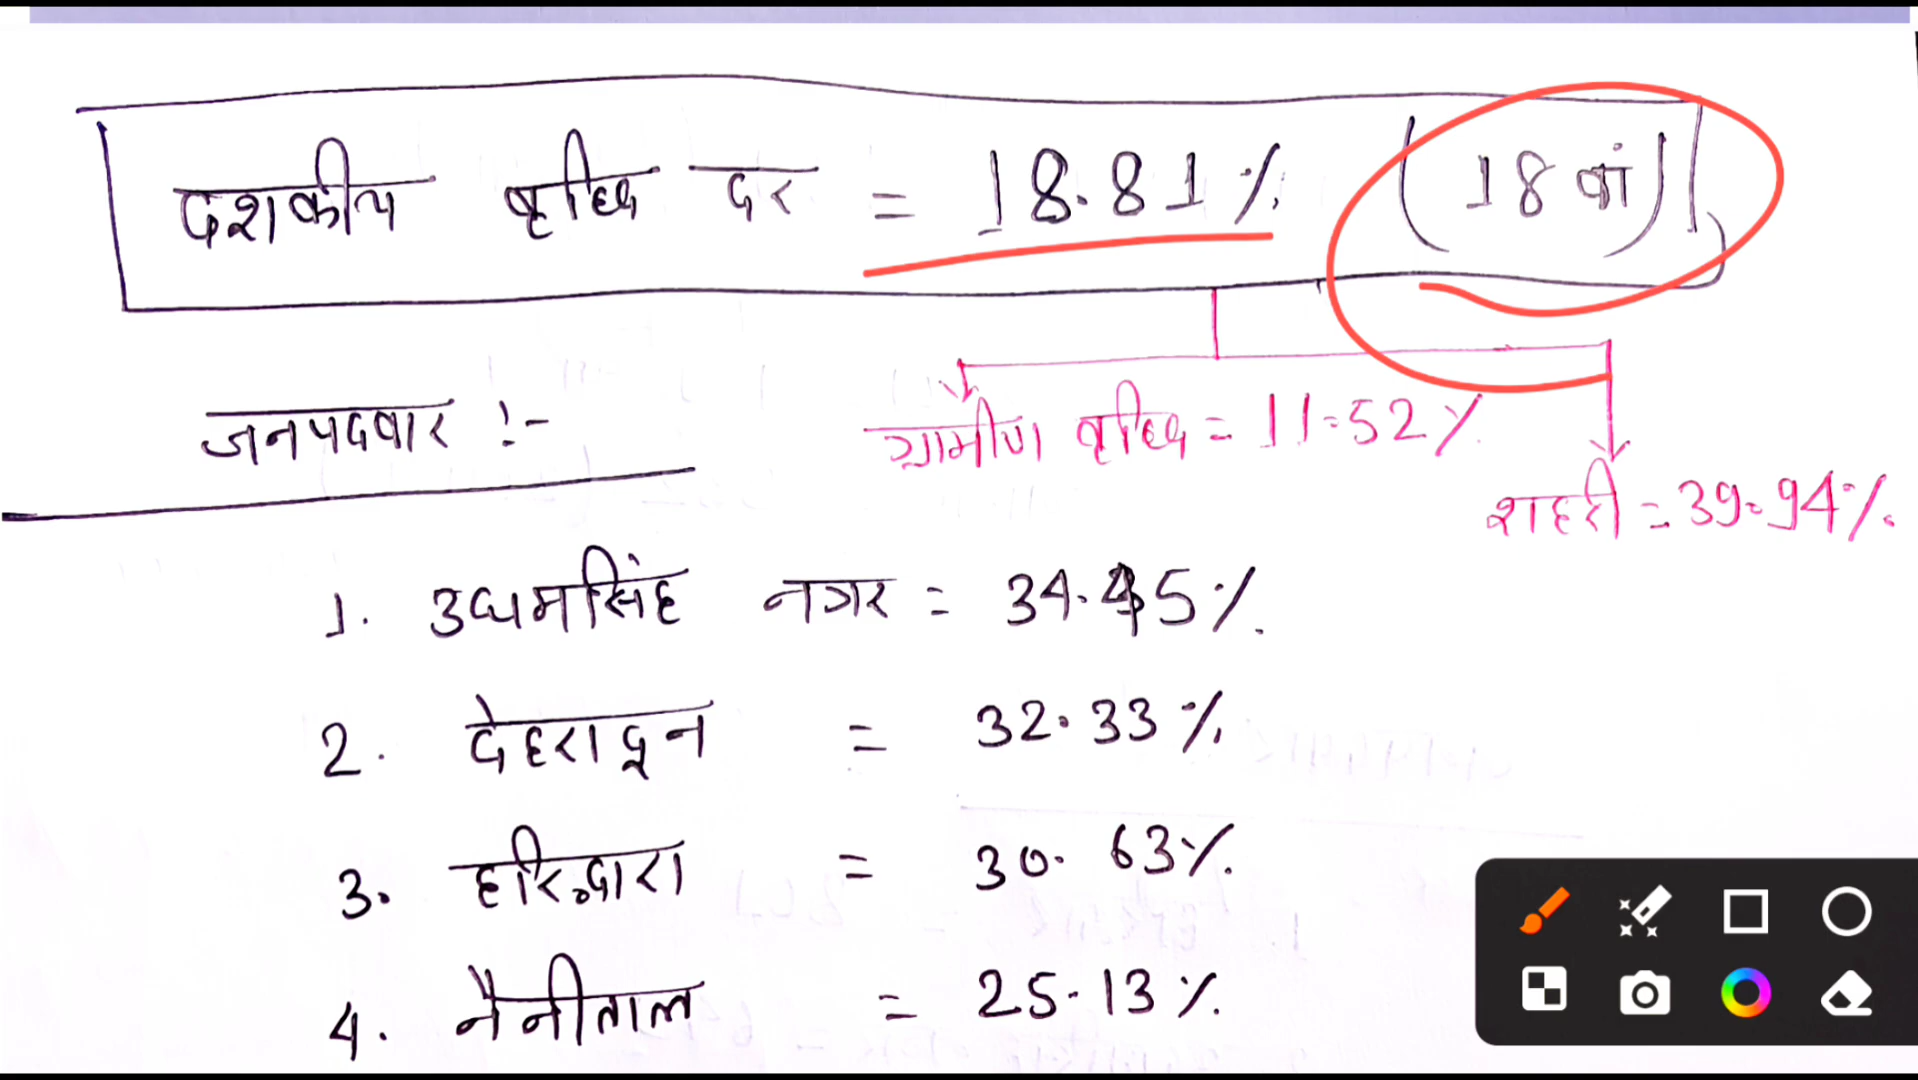 दशकीय वृध्दि दर = 18.81% (18वां)
जनपदवार :-
ग्रामीण वृध्दि = 11.52%
शहरी = 39.94%.
1. उधमसिंह नगर = 34.45%.
2. देहरादून = 32.33%.
3. हरिद्वारा = 30.63%.
4. नैनीताल = 25.13%.